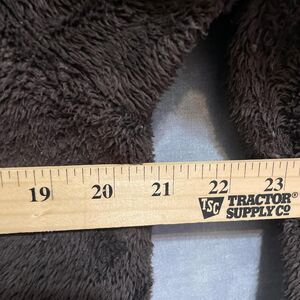 19 20 21 22 23
TSC TRACTOR®
SUPPLY CO